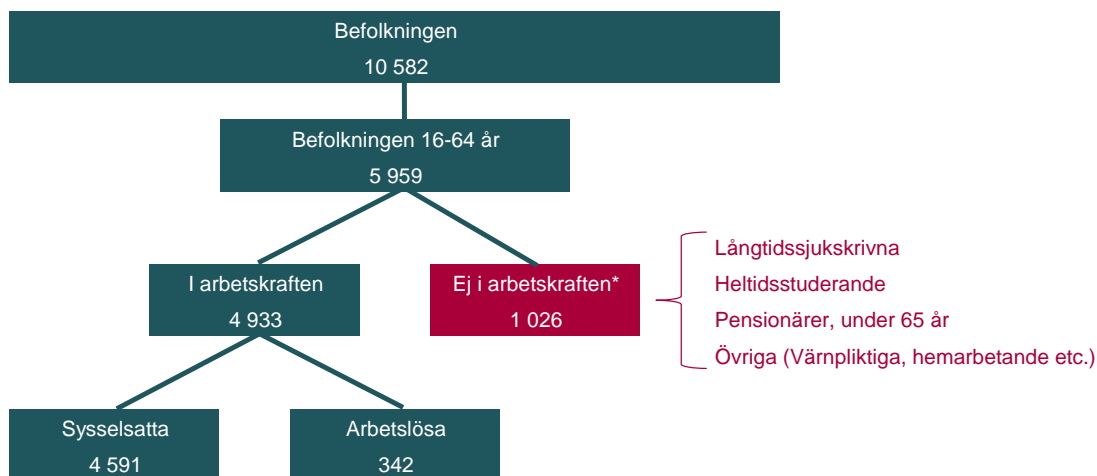 Befolkningen
10 582
Befolkningen 16-64 år
5 959
I arbetskraften
4 933
Ej i arbetskraften*
1 026
Långtidssjukskrivna
Heltidsstuderande
Pensionärer, under 65 år
Övriga (Värnpliktiga, hemarbetande etc.)
Sysselsatta
4 591
Arbetslösa
342